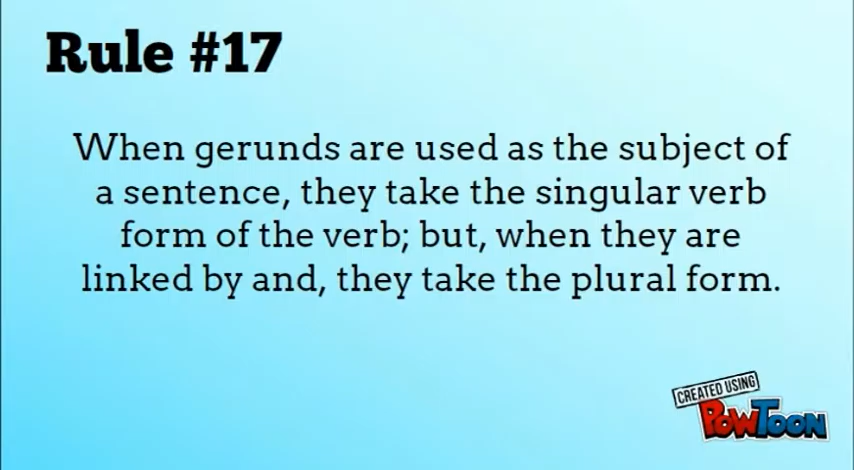 Rule #17
When gerunds are used as the subject of
a sentence, they take the singular verb
form of the verb; but, when they are
linked by and, they take the plural form.
CREATED USING
POWTOON